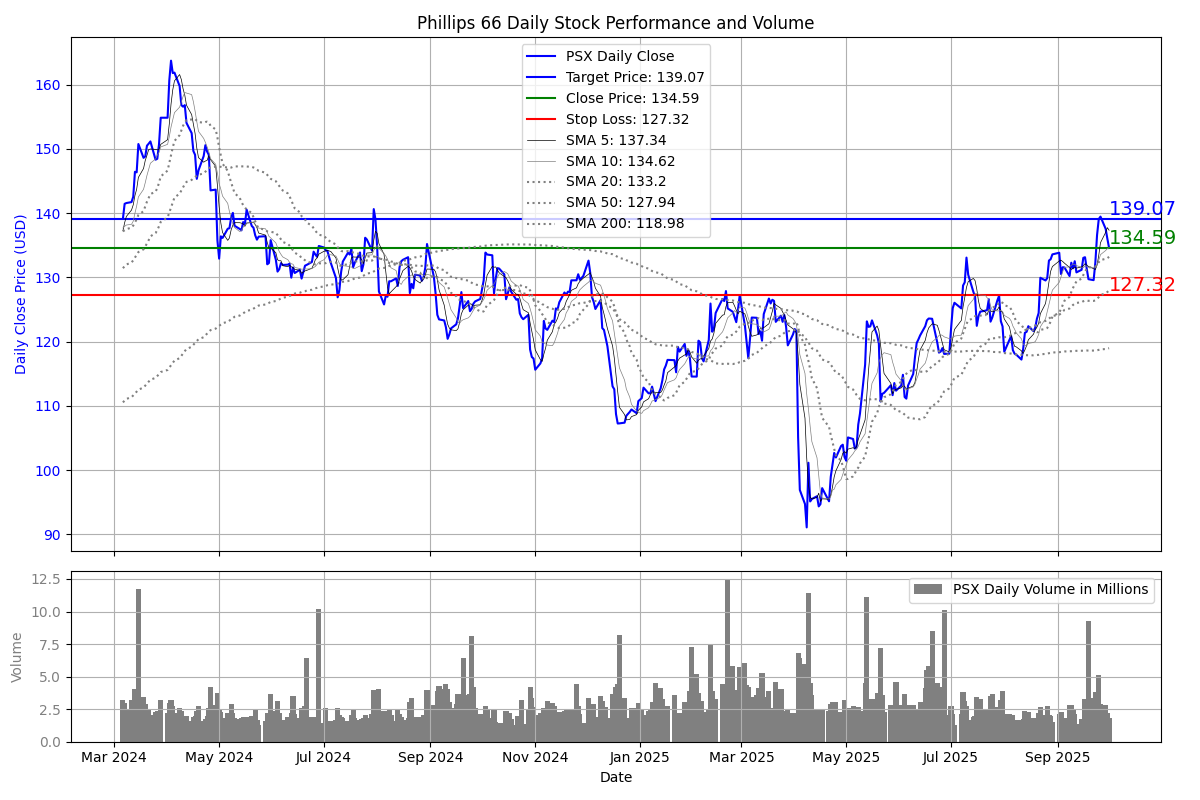 Phillips 66 Daily Stock Performance and Volume
PSX Daily Close
Target Price: 139.07
Close Price: 134.59
Stop Loss: 127.32
SMA 5: 137.34
SMA 10: 134.62
SMA 20: 133.2
SMA 50: 127.94
SMA 200: 118.98
Daily Close Price (USD)
160
150
140
130
120
110
100
90
139.07
134.59
127.32
PSX Daily Volume in Millions
Volume
12.5
10.0
7.5
5.0
2.5
0.0
Mar 2024 May 2024 Jul 2024 Sep 2024 Nov 2024 Jan 2025 Mar 2025 May 2025 Jul 2025 Sep 2025
Date